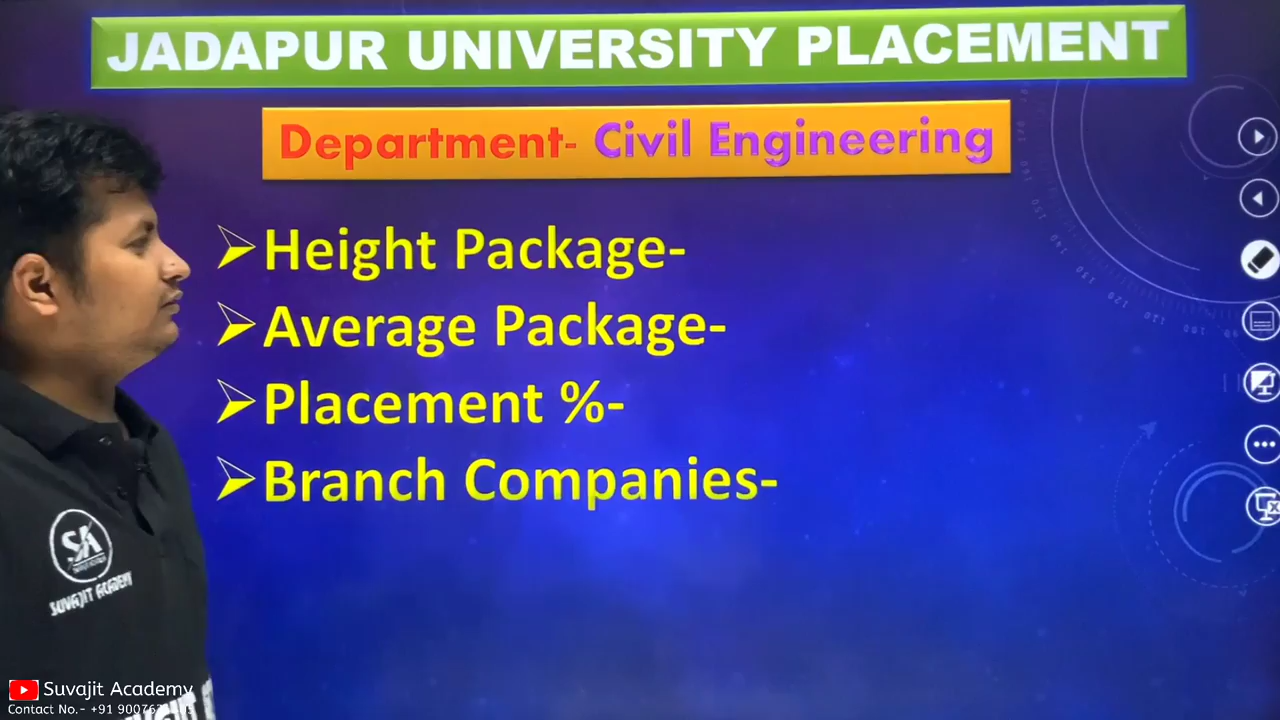 JADAPUR UNIVERSITY PLACEMENT
Department- Civil Engineering
Height Package-
Average Package-
Placement %-
Branch Companies-
SA
SUVAJIT ACADEMY
Suvajit Academy
Contact No.- +91